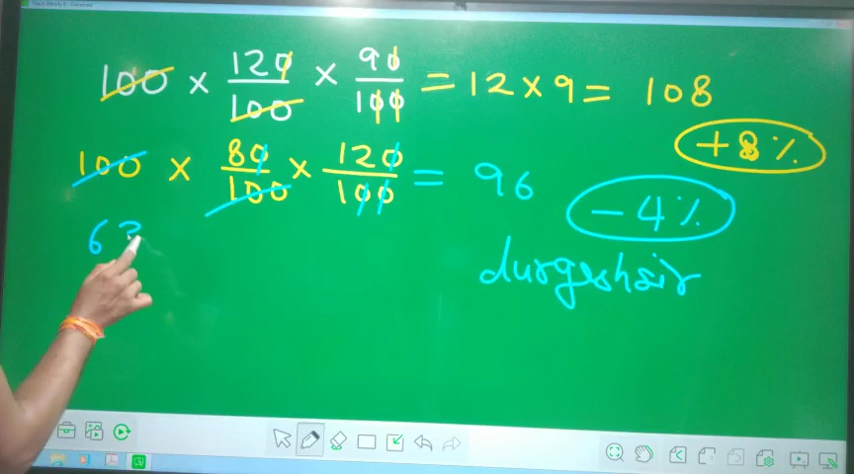 100 × 120/100 × 90/100 = 12 × 9 = 108
+8%
100 × 80/100 × 120/100 = 96
-4%
durgeshsir